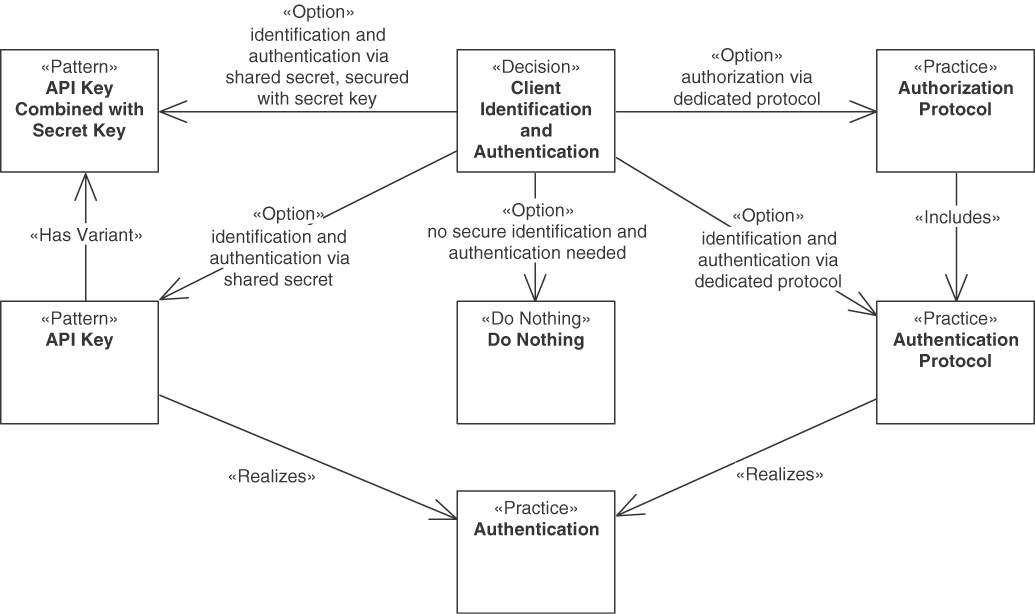 «Option»
identification and
authentication via
shared secret, secured
with secret key
«Pattern»
API Key
Combined with
Secret Key
«Decision»
Client
Identification
and
Authentication
«Option»
authorization via
dedicated protocol
«Practice»
Authorization
Protocol
«Has Variant»
«Option»
identification and
authentication via
shared secret
«Option»
no secure identification and
authentication needed
«Option»
identification and
authentication via
dedicated protocol
«Includes»
«Pattern»
API Key
«Do Nothing»
Do Nothing
«Practice»
Authentication
Protocol
«Realizes»
«Realizes»
«Practice»
Authentication